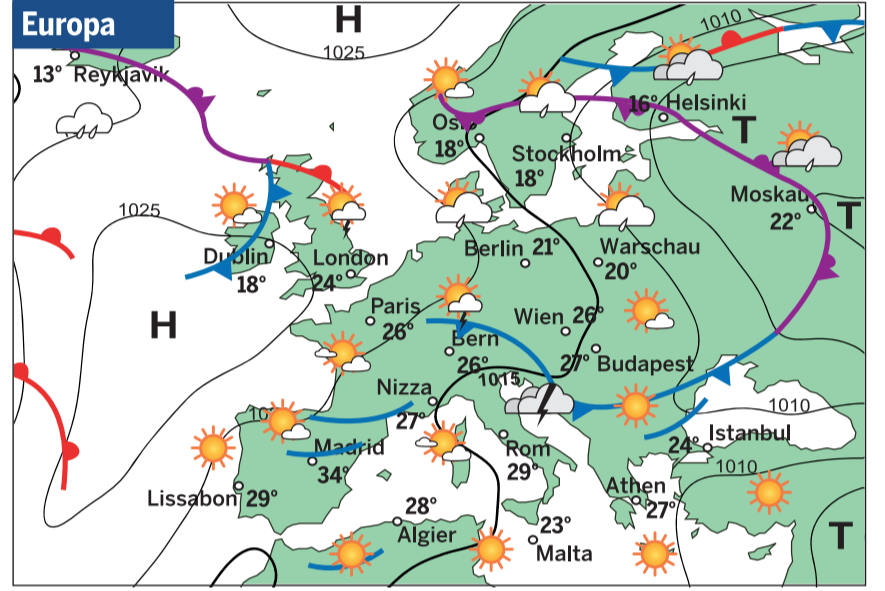 Europa
H
1025
1010
13° Reykjavik
16° Helsinki
T
18°
Stockholm
18°
Moskau
22°
T
1025
Dublin
18°
London
24°
Berlin 21°
Warschau
20°
H
Paris
26°
Wien 26°
Bern
26°
27° Budapest
1015
Nizza
27°
1010
Madrid
34°
Rom
29°
24° Istanbul
1010
Lissabon 29°
28°
Algier
23°
Malta
Athen
27°
T